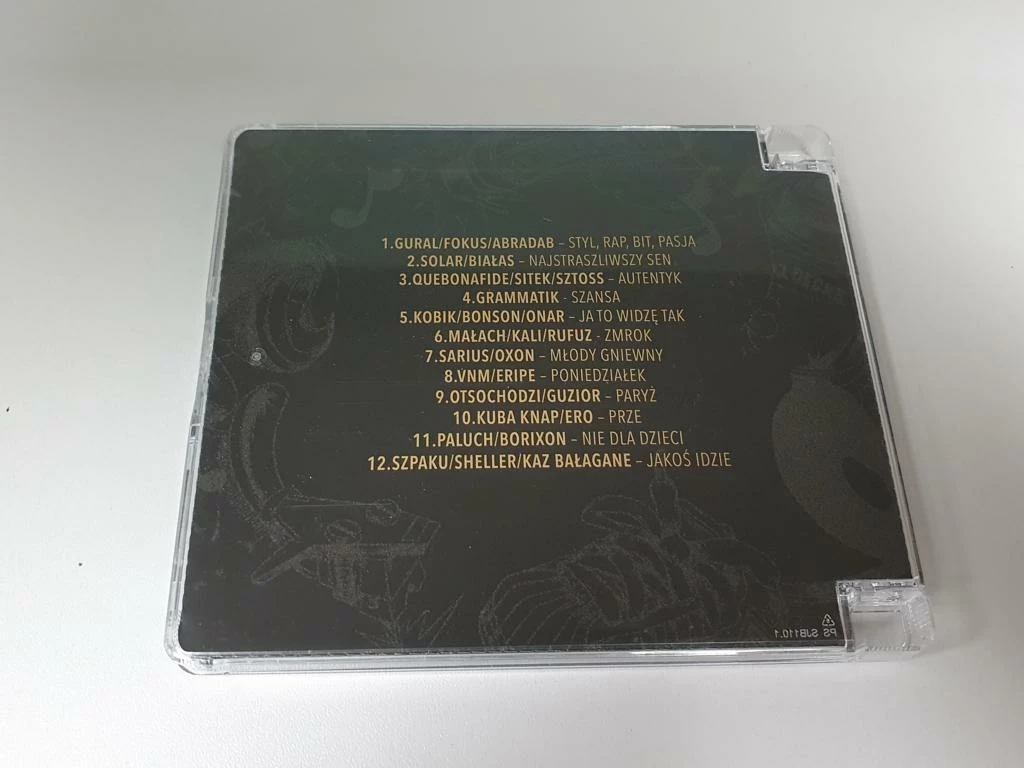 1.GURAL/FOKUS/ABRADAB – STYL, RAP, BIT, PASJA
2.SOLAR/BIAŁAS – NAJSTRASZLIWSZY SEN
3.QUEBONAFIDE/SITEK/SZTOSS – AUTENTYK
4.GRAMMATIK - SZANSA
5.KOBIK/BONSON/ONAR – JA TO WIDZĘ TAK
6.MAŁACH/KALI/RUFUZ - ZMROK
7.SARIUS/OXON – MŁODY GNIEWNY
8.VNM/ERIPE – PONIEDZIAŁEK
9.OTSOCHODZI/GUZIOR – PARYŻ
10.KUBA KNAP/ERO – PRZE
11.PALUCH/BORIXON – NIE DLA DZIECI
12.SZPAKU/SHELLER/KAZ BAŁAGANE – JAKOŚ IDZIE
PS SJB110.1